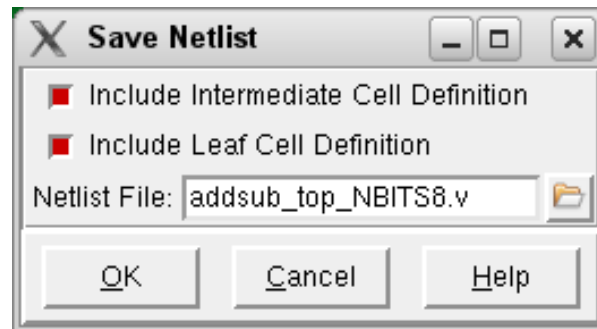 Save Netlist
Include Intermediate Cell Definition
Include Leaf Cell Definition
Netlist File: addsub_top_NBITS8.v
OK Cancel Help